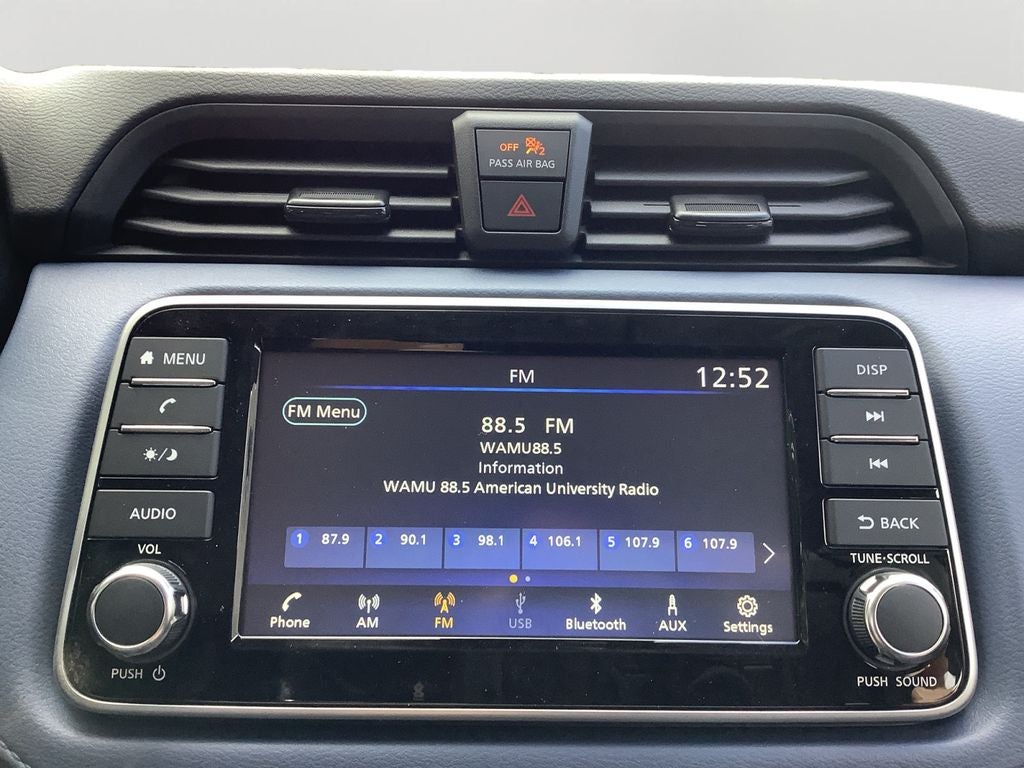 OFF 2
PASS AIR BAG
MENU
AUDIO
VOL
PUSH
FM
12:52
FM Menu
88.5 FM
WAMU88.5
Information
WAMU 88.5 American University Radio
1 87.9 2 90.1 3 98.1 4 106.1 5 107.9 6 107.9
Phone AM FM USB Bluetooth AUX Settings
DISP
BACK
TUNE·SCROLL
PUSH SOUND